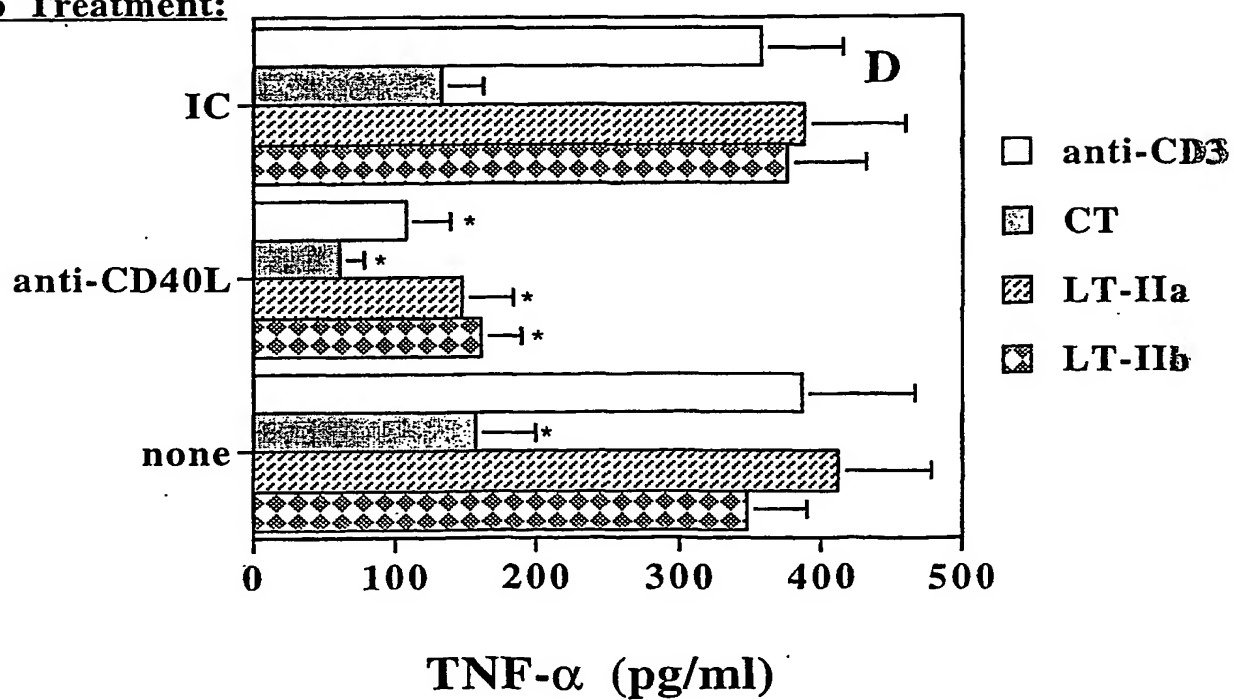 Treatment:
D
IC
anti-CD40L
none
*
*
*
*
*
anti-CD3
CT
LT-IIa
LT-IIb
0 100 200 300 400 500
TNF-α (pg/ml)